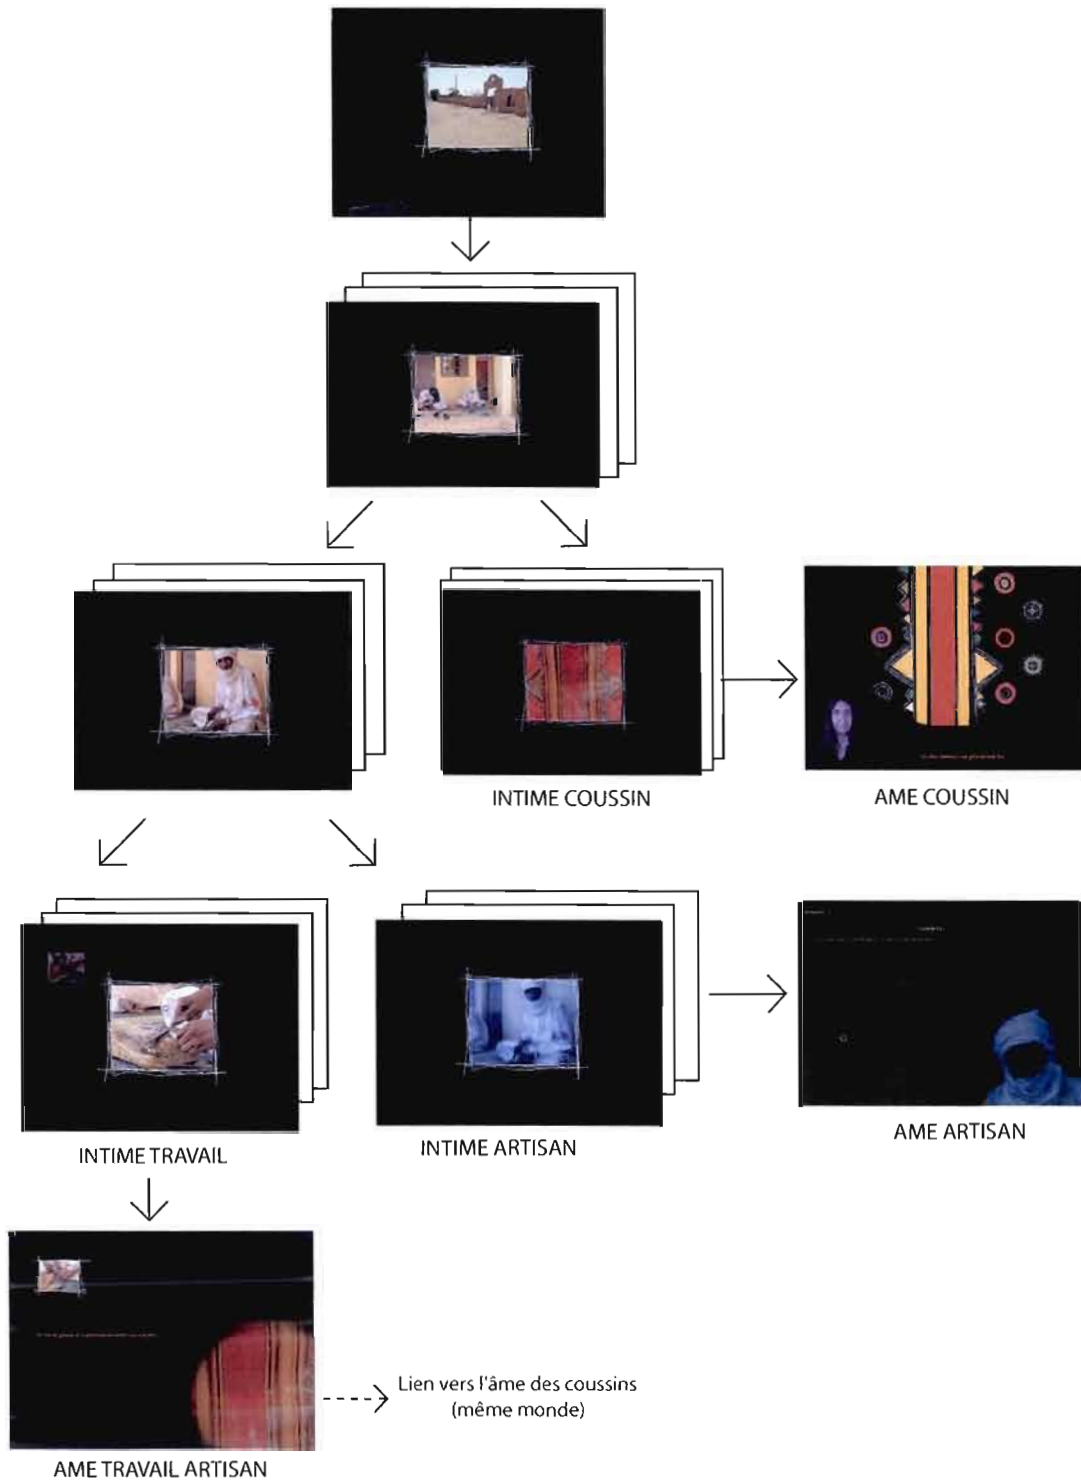 INTIME COUSSIN
AME COUSSIN
INTIME TRAVAIL
INTIME ARTISAN
AME ARTISAN
Lien vers l'âme des coussins
(même monde)
AME TRAVAIL ARTISAN